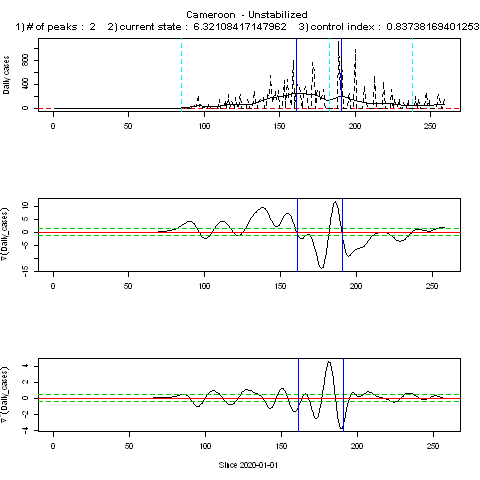 Cameroon - Unstabilized
1) # of peaks : 2 2) current state : 6.32108417147962 3) control index : 0.83738169401253
Daily cases
0 400 800
0 50 100 150 200 250
∇(Daily_cases)
-15 -5 0 5 10
0 50 100 150 200 250
∇(Daily_cases)
-4 -2 0 2 4
0 50 100 150 200 250
Since 2020-01-01